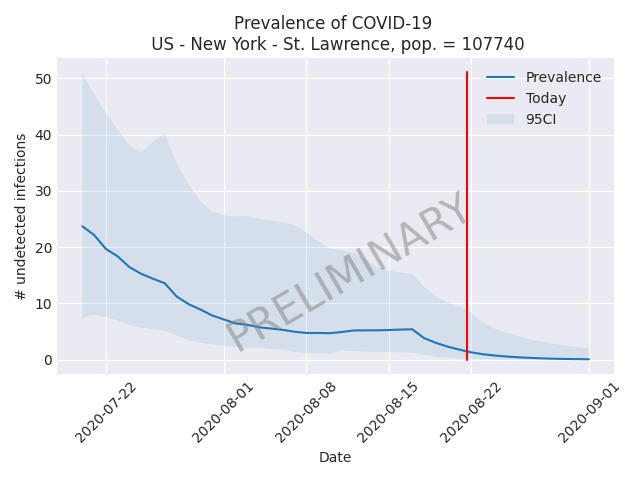 Prevalence of COVID-19
US - New York - St. Lawrence, pop. = 107740
Prevalence
Today
95CI
# undetected infections
50
40
30
20
10
0
PRELIMINARY
2020-07-22
2020-08-01
2020-08-08
2020-08-15
2020-08-22
2020-09-01
Date